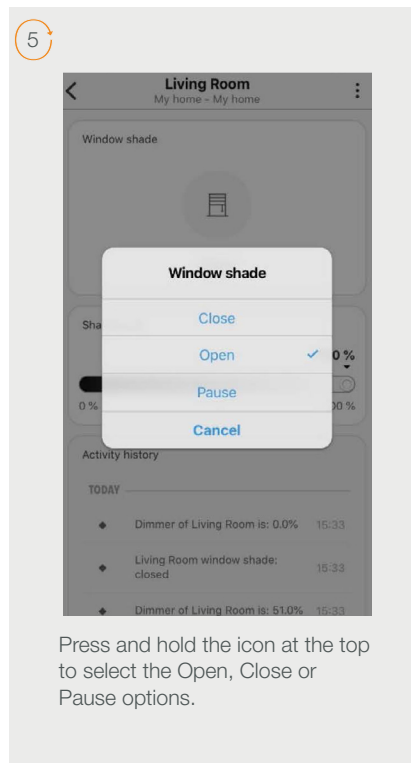 5
Living Room
My home - My home
Window shade
Window shade
Close
Sha
Open
0 %
Pause
0 %
00 %
Cancel
Activity history
TODAY
Dimmer of Living Room is: 0.0% 15:33
Living Room window shade:
closed 15:33
Dimmer of Living Room is: 51.0% 15:33
Press and hold the icon at the top
to select the Open, Close or
Pause options.